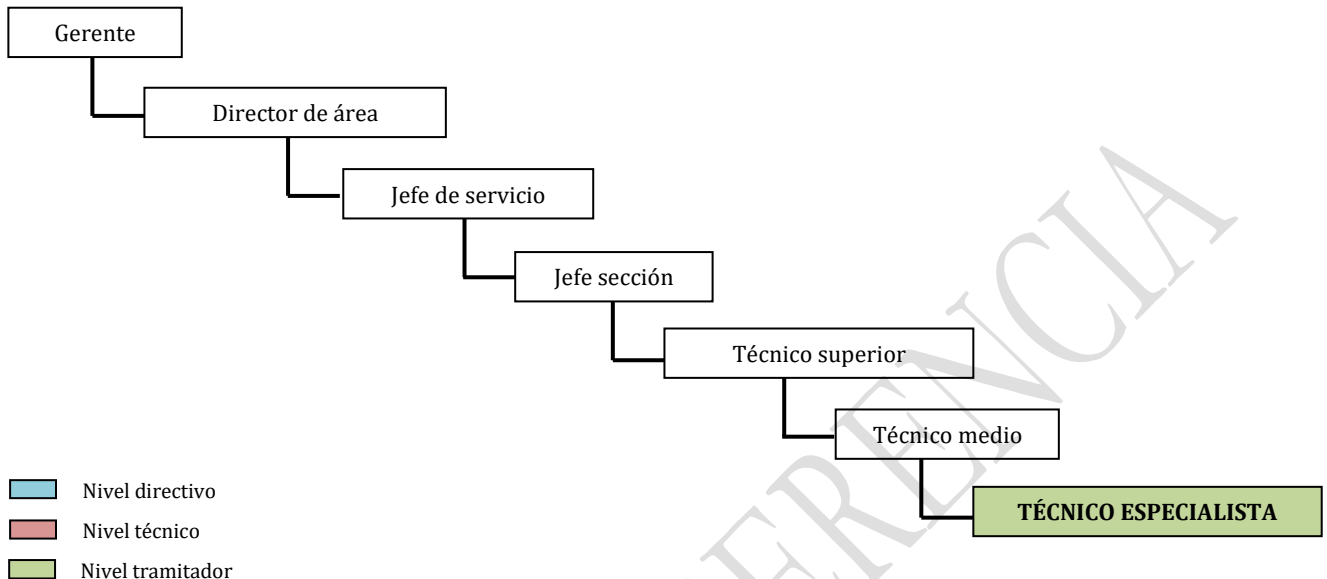 Gerente
Director de área
Jefe de servicio
Jefe sección
Técnico superior
Técnico medio
TÉCNICO ESPECIALISTA
Nivel directivo
Nivel técnico
Nivel tramitador
ERENCIA